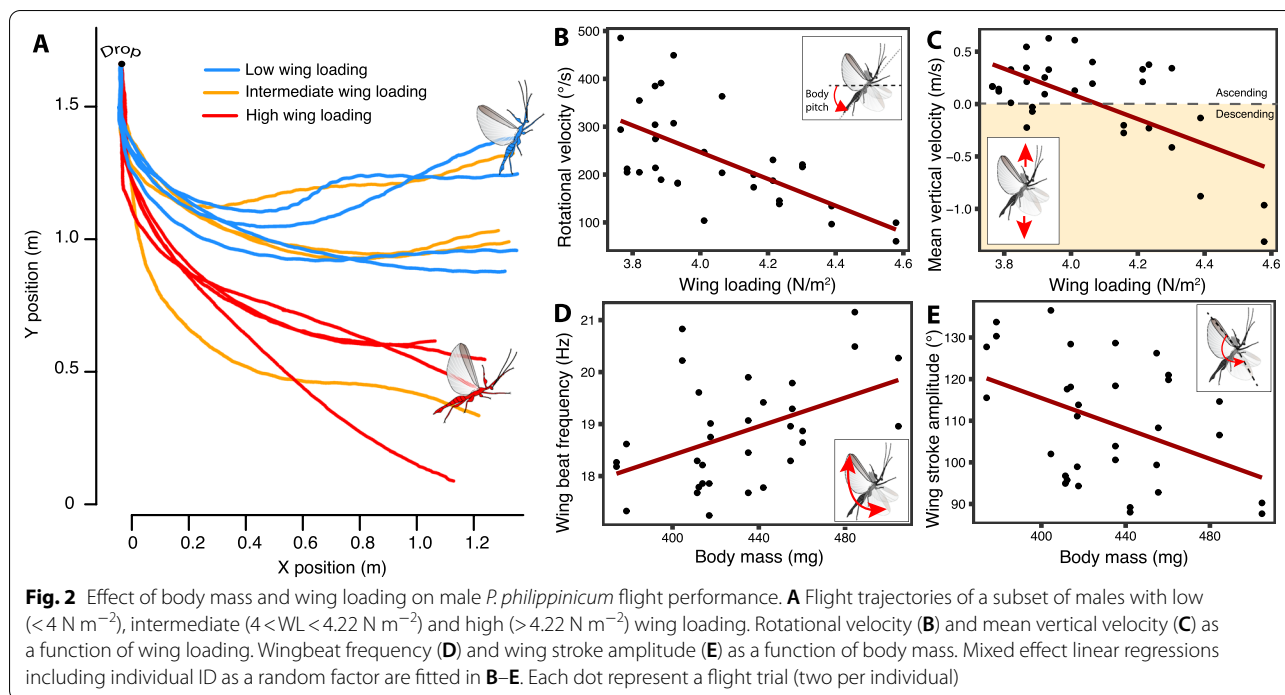 A
Drop
Low wing loading
Intermediate wing loading
High wing loading
1.5
1.0
0.5
0
Y position (m)
0 0.2 0.4 0.6 0.8 1.0 1.2
X position (m)
B
500
400
300
200
100
Rotational velocity (°/s)
Body
pitch
3.8 4.0 4.2 4.4 4.6
Wing loading (N/m²)
C
0.5
0.0
−0.5
−1.0
Mean vertical velocity (m/s)
Ascending
Descending
3.8 4.0 4.2 4.4 4.6
Wing loading (N/m²)
D
21
20
19
18
Wing beat frequency (Hz)
400 440 480
Body mass (mg)
E
130
120
110
100
90
Wing stroke amplitude (°)
400 440 480
Body mass (mg)
Fig. 2 Effect of body mass and wing loading on male P. philippinicum flight performance. A Flight trajectories of a subset of males with low
(< 4 N m−2), intermediate (4 < WL < 4.22 N m−2) and high (> 4.22 N m−2) wing loading. Rotational velocity (B) and mean vertical velocity (C) as
a function of wing loading. Wingbeat frequency (D) and wing stroke amplitude (E) as a function of body mass. Mixed effect linear regressions
including individual ID as a random factor are fitted in B–E. Each dot represent a flight trial (two per individual)